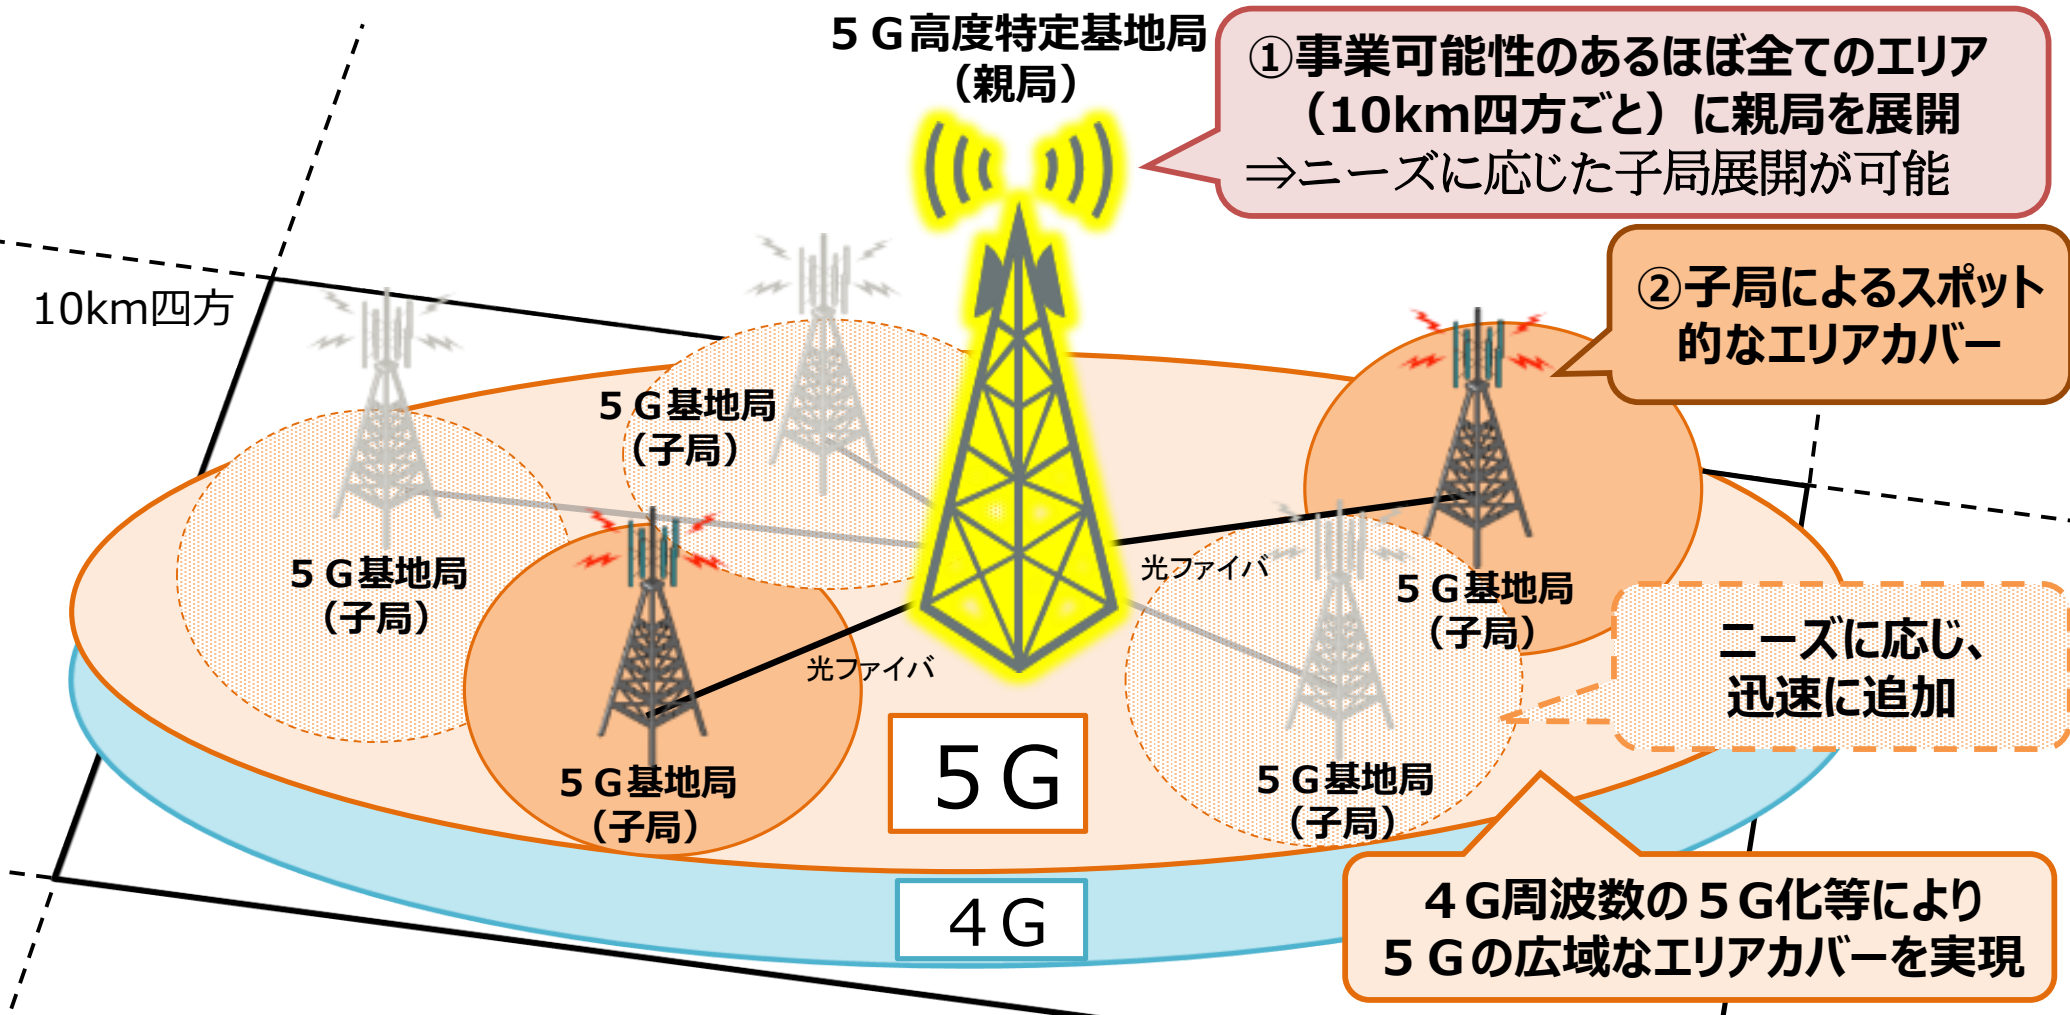 ５Ｇ高度特定基地局
（親局）
①事業可能性のあるほぼ全てのエリア
（10km四方ごと）に親局を展開
⇒ニーズに応じた子局展開が可能
②子局によるスポット
的なエリアカバー
10km四方
５Ｇ基地局
（子局）
５Ｇ基地局
（子局）
光ファイバ
５Ｇ基地局
（子局）
ニーズに応じ、
迅速に追加
光ファイバ
５Ｇ
５Ｇ基地局
（子局）
５Ｇ基地局
（子局）
４Ｇ
４Ｇ周波数の５Ｇ化等により
５Ｇの広域なエリアカバーを実現